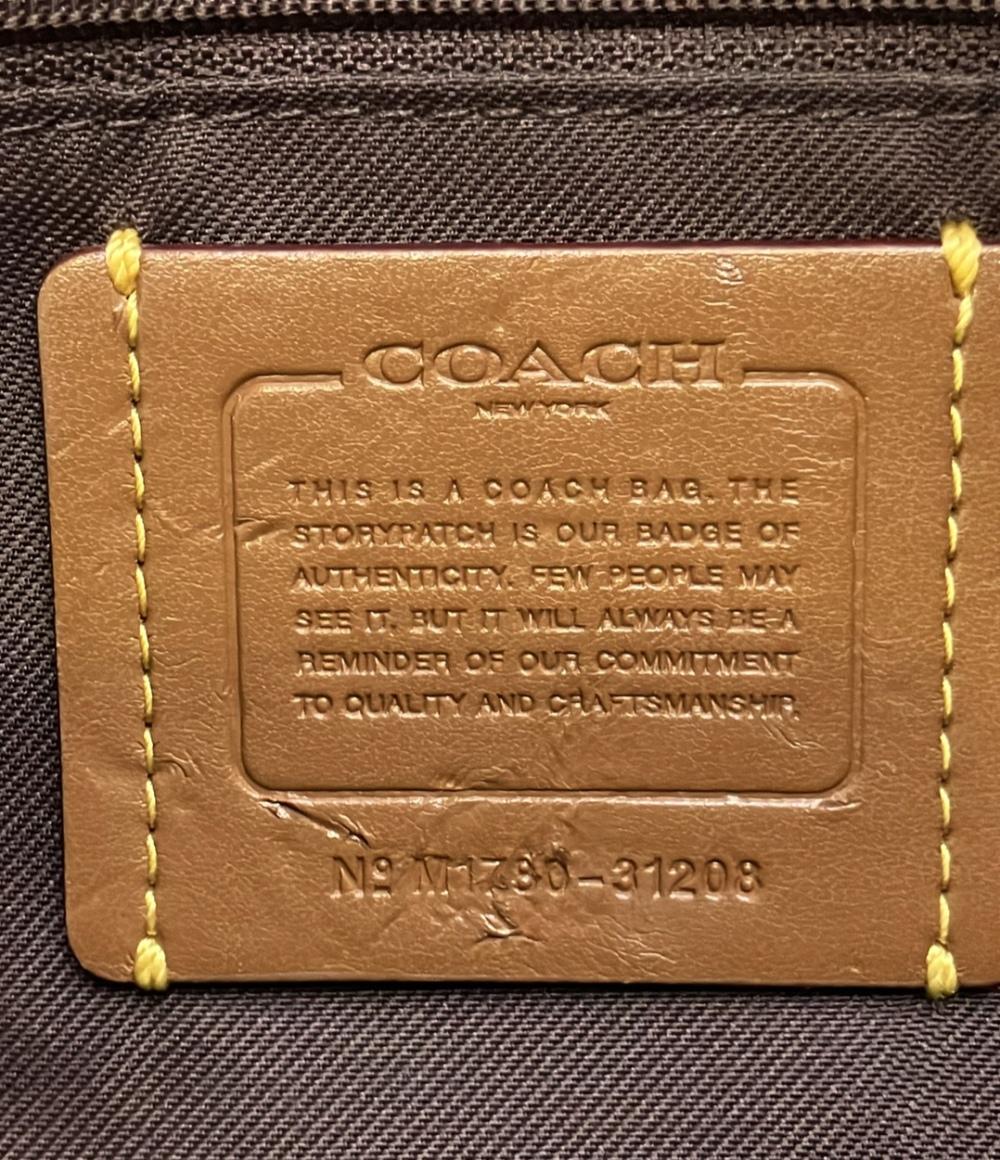 COACH
NEW YORK
THIS IS A COACH BAG. THE
STORYPATCH IS OUR BADGE OF
AUTHENTICITY. FEW PEOPLE MAY
SEE IT, BUT IT WILL ALWAYS BE A
REMINDER OF OUR COMMITMENT
TO QUALITY AND CRAFTSMANSHIP.
Nº M1780-31208